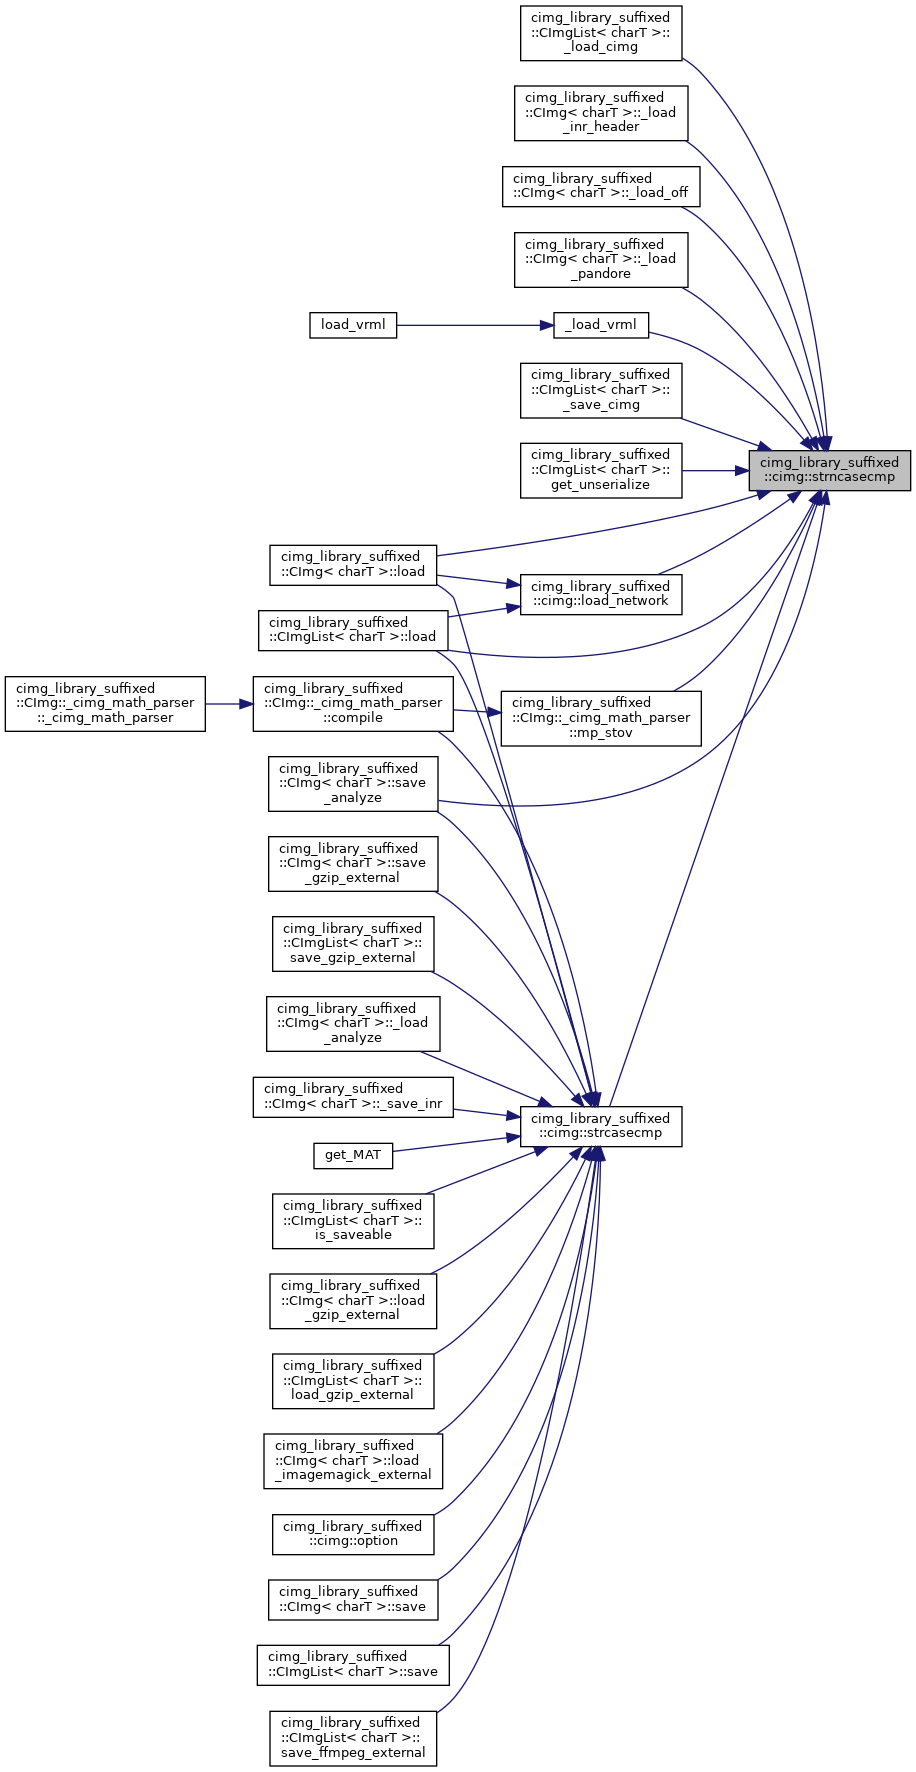 cimg_library_suffixed
::CImgList< charT >::
_load_cimg
cimg_library_suffixed
::CImg< charT >::_load
_inr_header
cimg_library_suffixed
::CImg< charT >::_load_off
cimg_library_suffixed
::CImg< charT >::_load
_pandore
load_vrml
_load_vrml
cimg_library_suffixed
::CImgList< charT >::
_save_cimg
cimg_library_suffixed
::CImgList< charT >::
get_unserialize
cimg_library_suffixed
::cimg::strncasecmp
cimg_library_suffixed
::CImg< charT >::load
cimg_library_suffixed
::cimg::load_network
cimg_library_suffixed
::CImgList< charT >::load
cimg_library_suffixed
::CImg::_cimg_math_parser
::_cimg_math_parser
cimg_library_suffixed
::CImg::_cimg_math_parser
::compile
cimg_library_suffixed
::CImg::_cimg_math_parser
::mp_stov
cimg_library_suffixed
::CImg< charT >::save
_analyze
cimg_library_suffixed
::CImg< charT >::save
_gzip_external
cimg_library_suffixed
::CImgList< charT >::
save_gzip_external
cimg_library_suffixed
::CImg< charT >::_load
_analyze
cimg_library_suffixed
::CImg< charT >::_save_inr
cimg_library_suffixed
::cimg::strcasecmp
get_MAT
cimg_library_suffixed
::CImgList< charT >::
is_saveable
cimg_library_suffixed
::CImg< charT >::load
_gzip_external
cimg_library_suffixed
::CImgList< charT >::
load_gzip_external
cimg_library_suffixed
::CImg< charT >::load
_imagemagick_external
cimg_library_suffixed
::cimg::option
cimg_library_suffixed
::CImg< charT >::save
cimg_library_suffixed
::CImgList< charT >::save
cimg_library_suffixed
::CImgList< charT >::
save_ffmpeg_external